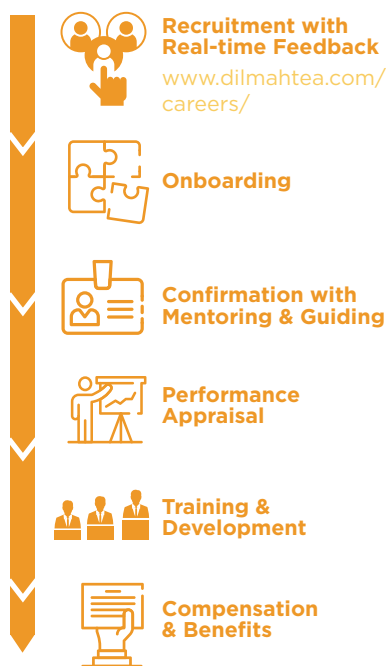 Recruitment with
Real-time Feedback
www.dilmahtea.com/
careers/
Onboarding
Confirmation with
Mentoring & Guiding
Performance
Appraisal
Training &
Development
Compensation
& Benefits